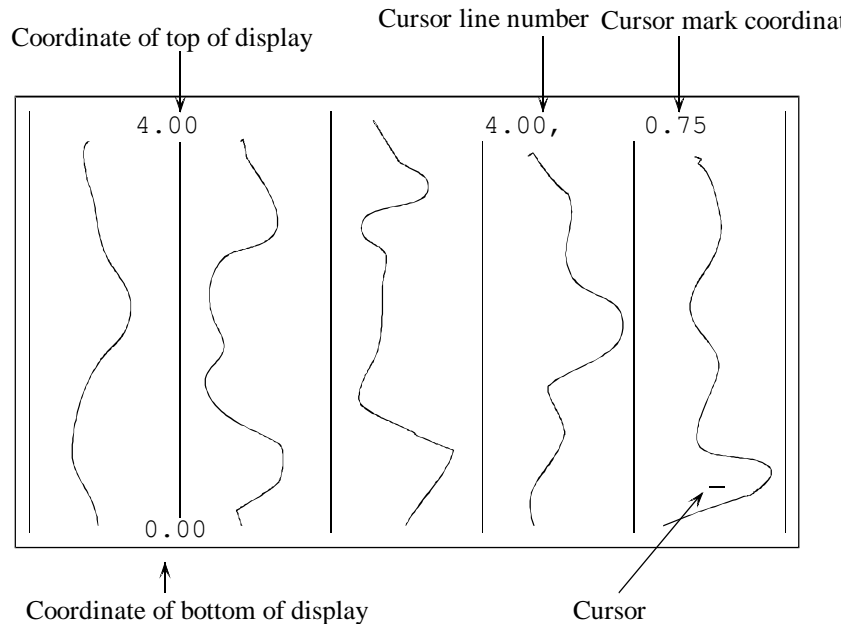 Coordinate of top of display
Cursor line number
Cursor mark coordinat
4.00
4.00,
0.75
0.00
Coordinate of bottom of display
Cursor